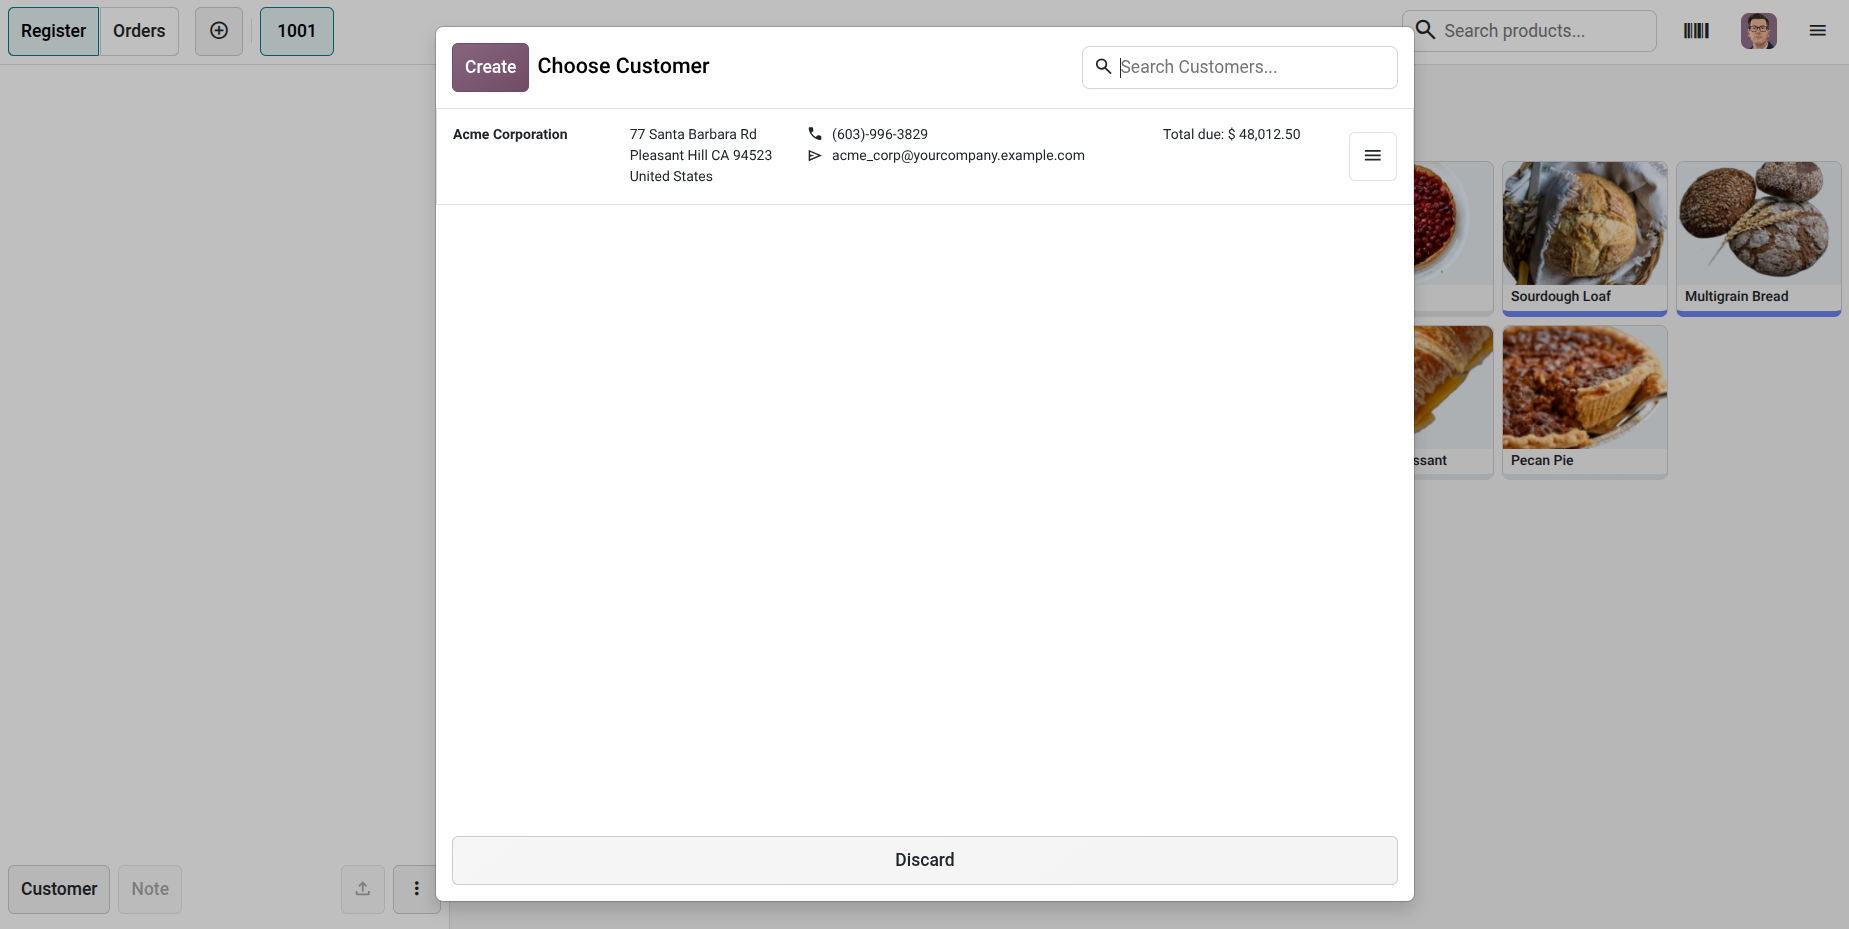 Register
Orders
1001
Search products...
Create
Choose Customer
Search Customers...
Acme Corporation
77 Santa Barbara Rd
Pleasant Hill CA 94523
United States
(603)-996-3829
acme_corp@yourcompany.example.com
Total due: $ 48,012.50
Sourdough Loaf
Multigrain Bread
ssant
Pecan Pie
Discard
Customer
Note